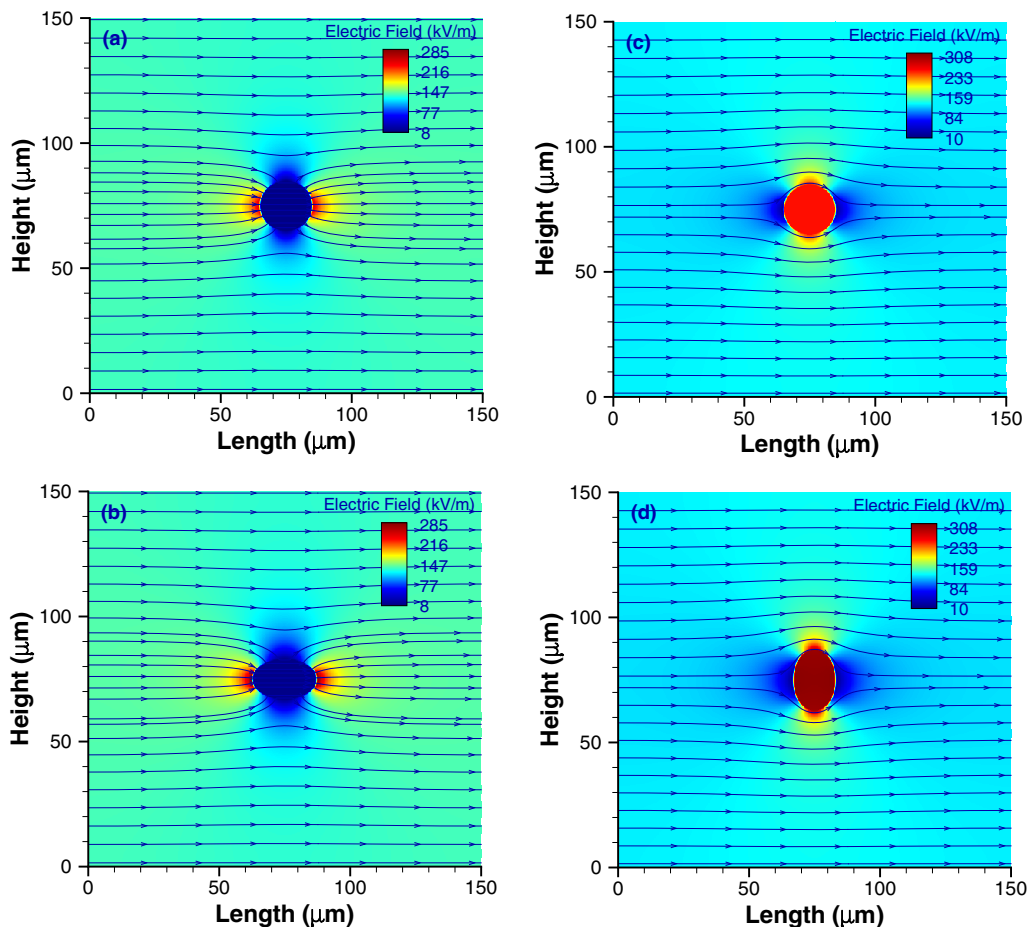 (a)
Electric Field (kV/m)
285
216
147
77
8
150
100
50
0
Height (μm)
0 50 100 150
Length (μm)
(c)
Electric Field (kV/m)
308
233
159
84
10
150
100
50
0
Height (μm)
0 50 100 150
Length (μm)
(b)
Electric Field (kV/m)
285
216
147
77
8
150
100
50
0
Height (μm)
0 50 100 150
Length (μm)
(d)
Electric Field (kV/m)
308
233
159
84
10
150
100
50
0
Height (μm)
0 50 100 150
Length (μm)